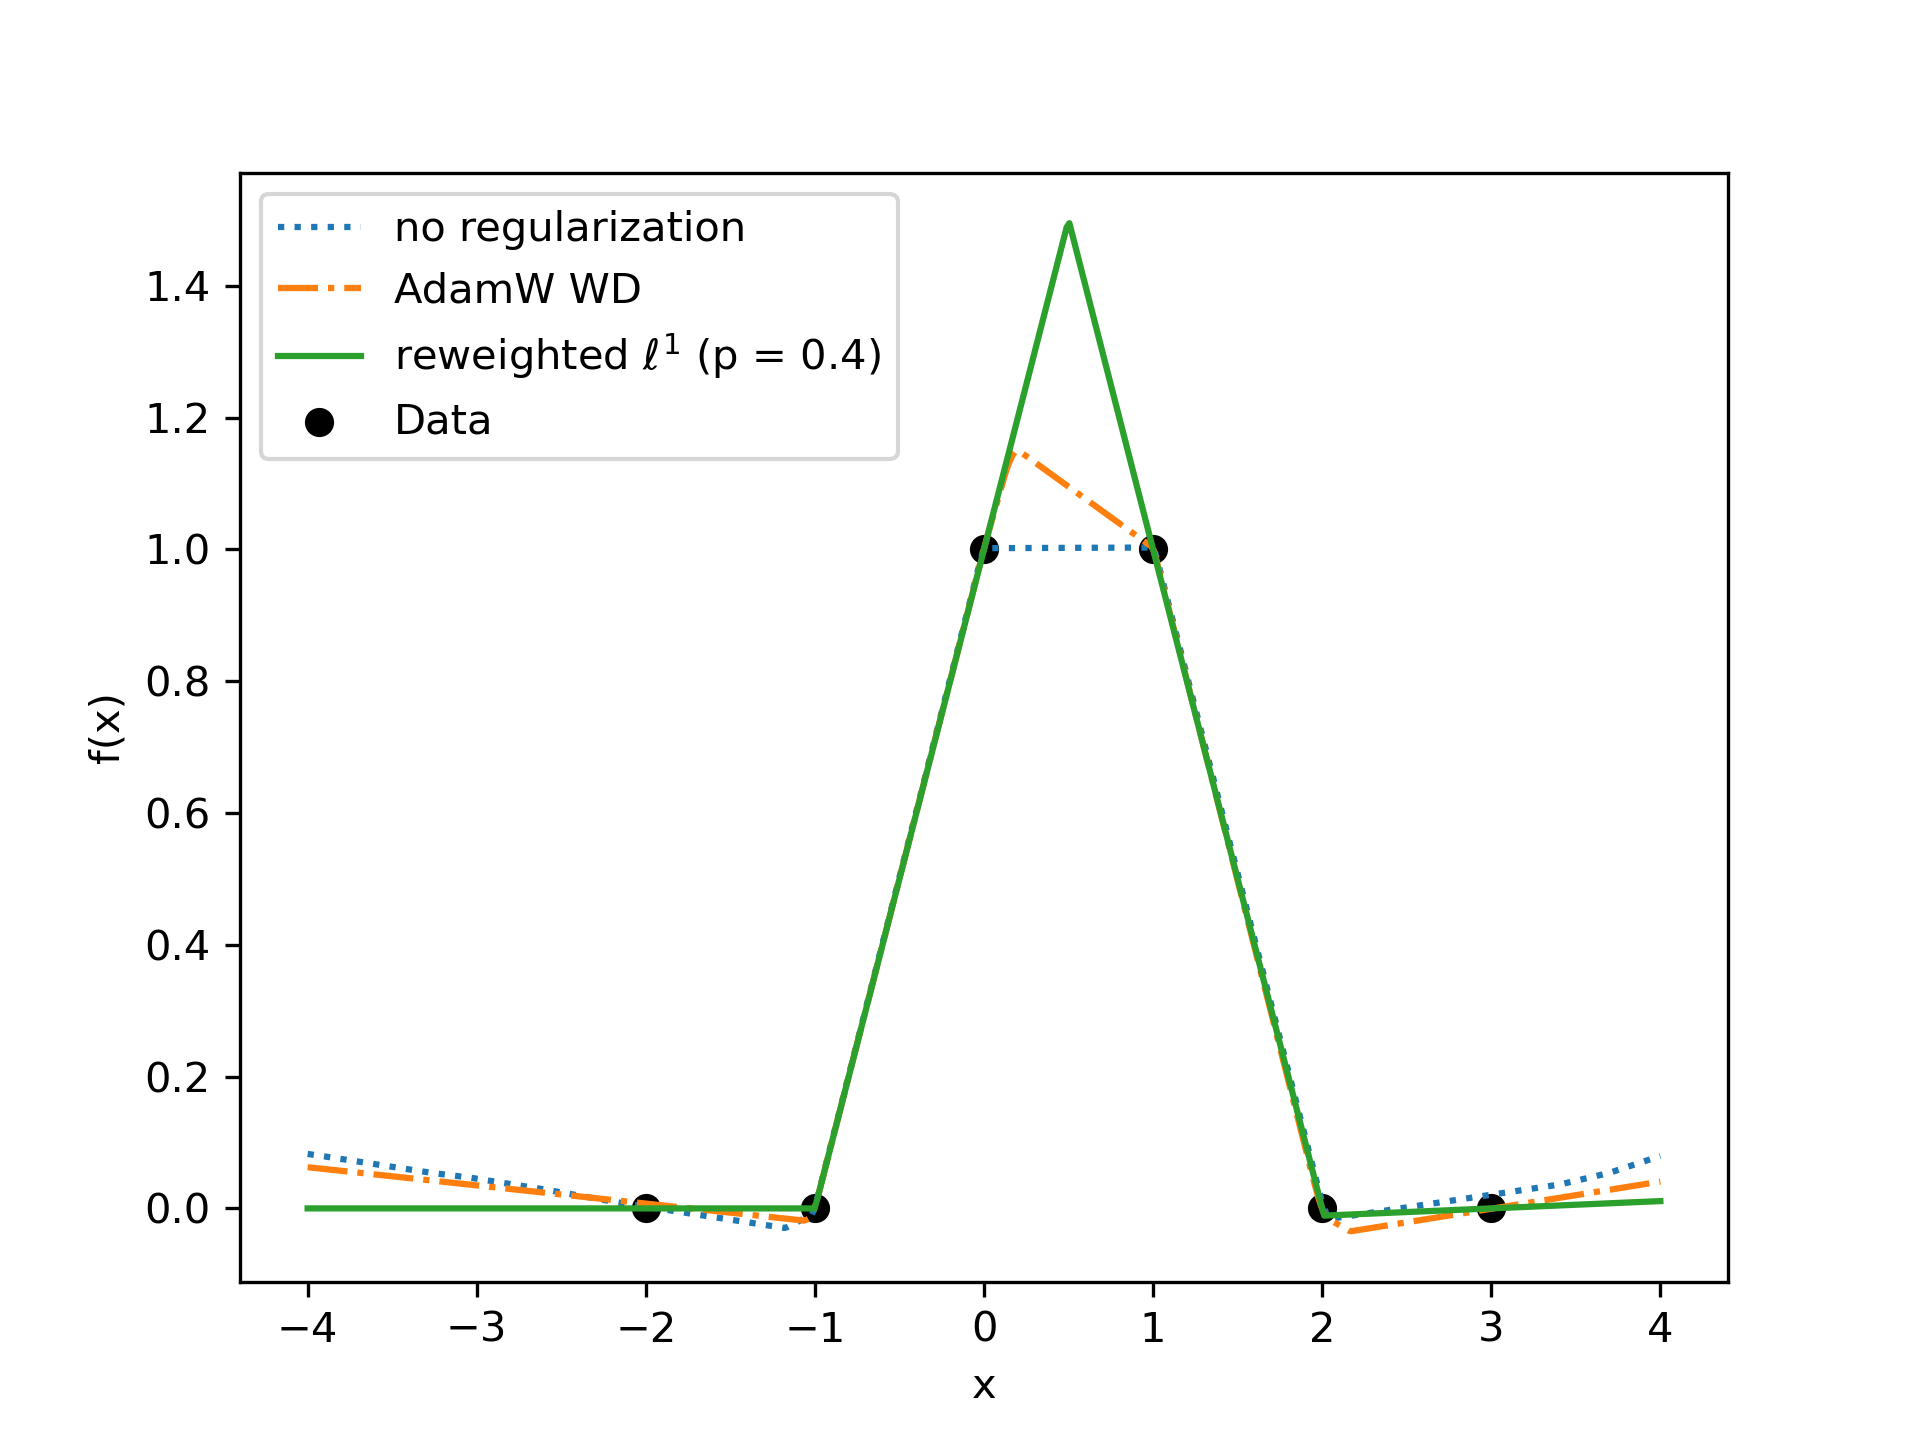 no regularization
AdamW WD
reweighted ℓ¹ (p = 0.4)
Data
1.4
1.2
1.0
0.8
0.6
0.4
0.2
0.0
f(x)
−4 −3 −2 −1 0 1 2 3 4
x